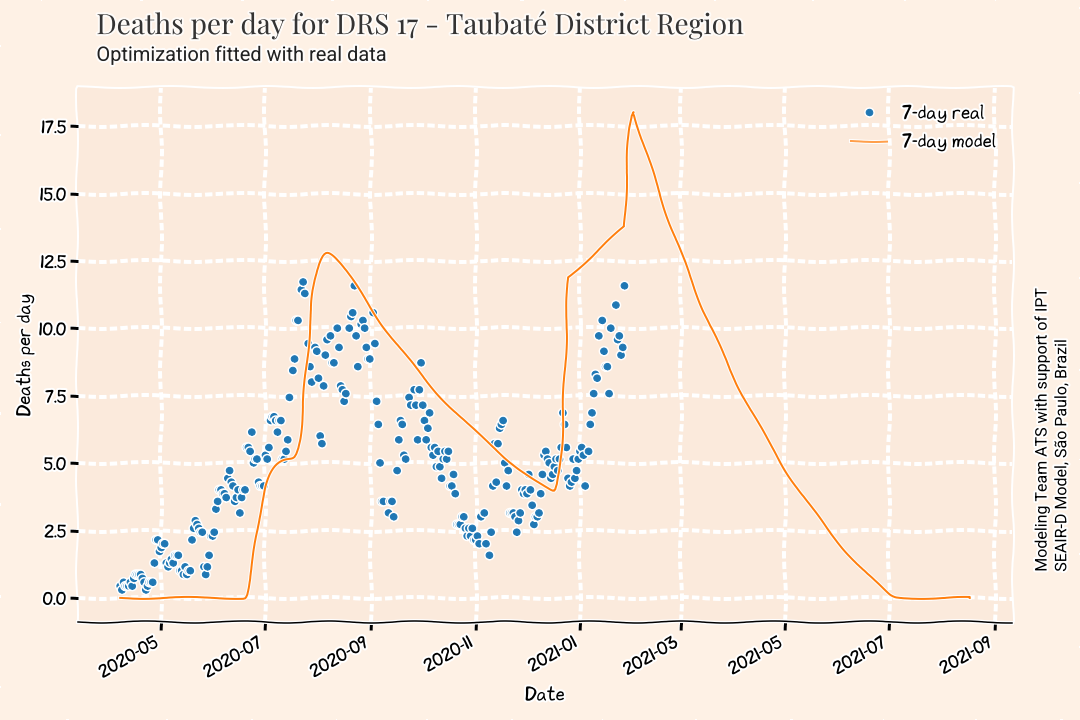 Deaths per day for DRS 17 - Taubaté District Region
Optimization fitted with real data
7-day real
7-day model
17.5
15.0
12.5
10.0
7.5
5.0
2.5
0.0
Deaths per day
2020-05
2020-07
2020-09
2020-11
2021-01
2021-03
2021-05
2021-07
2021-09
Date
Modeling Team ATS with support of IPT
SEAIR-D Model, São Paulo, Brazil